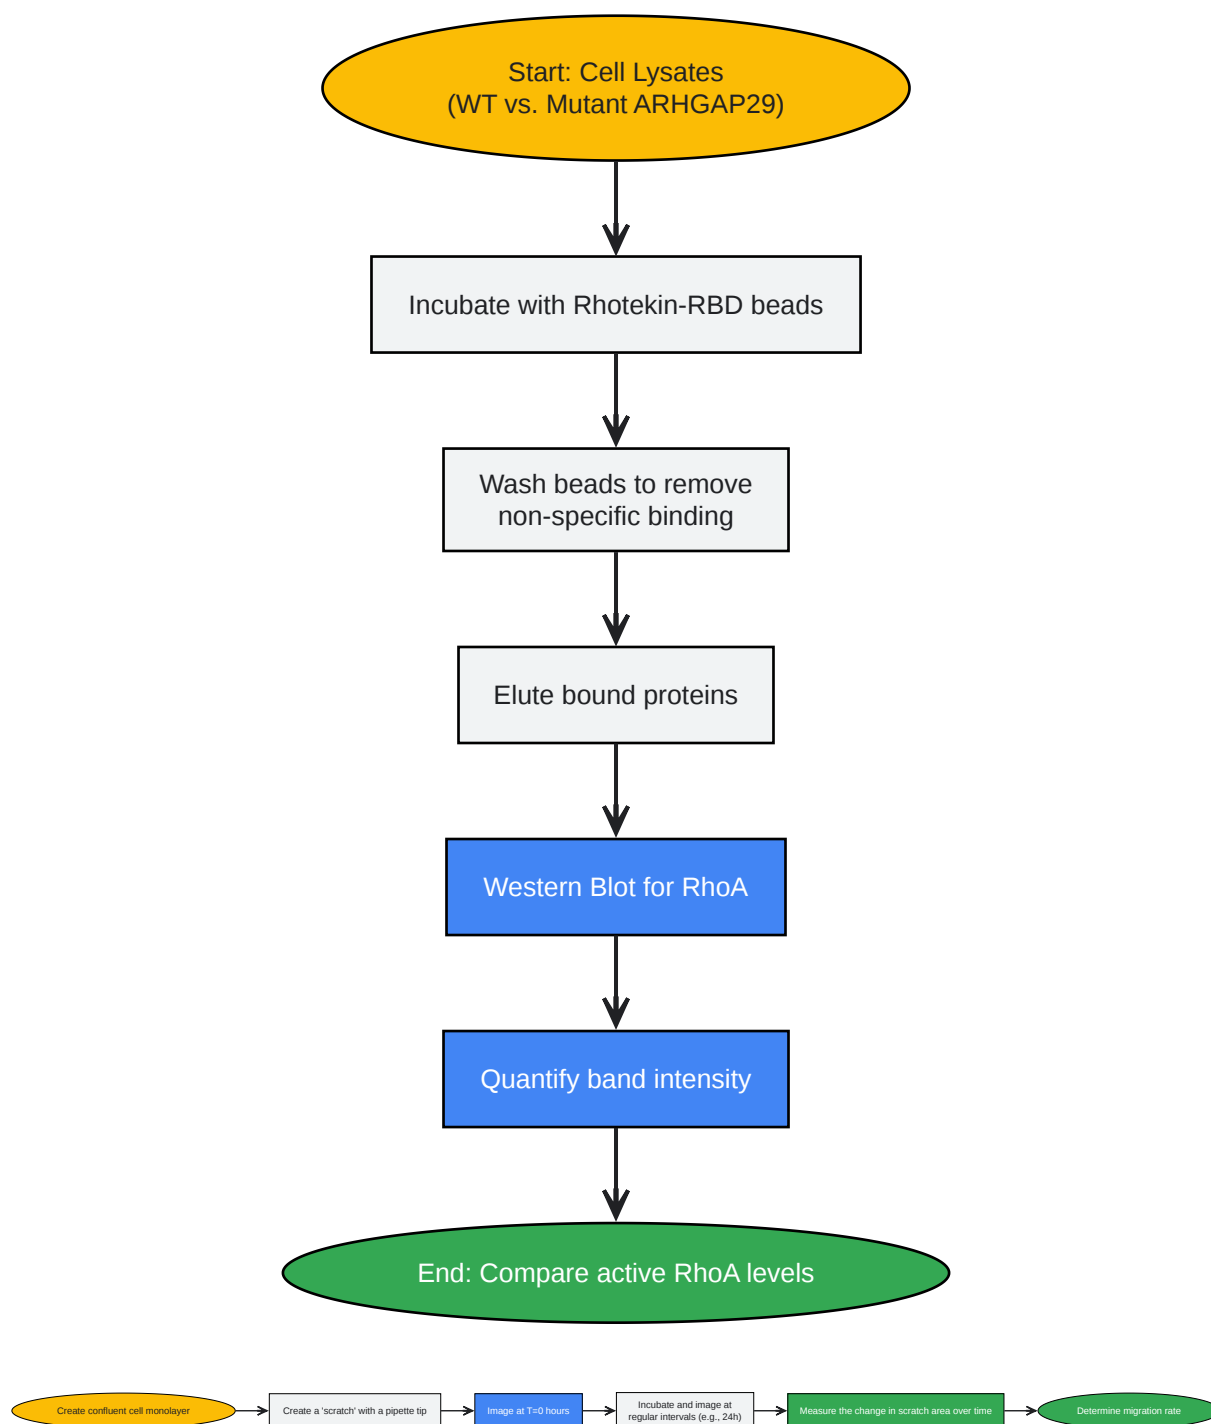 Start: Cell Lysates
(WT vs. Mutant ARHGAP29)
Incubate with Rhotekin-RBD beads
Wash beads to remove
non-specific binding
Elute bound proteins
Western Blot for RhoA
Quantify band intensity
End: Compare active RhoA levels
Create confluent cell monolayer
Create a 'scratch' with a pipette tip
Image at T=0 hours
Incubate and image at
regular intervals (e.g., 24h)
Measure the change in scratch area over time
Determine migration rate